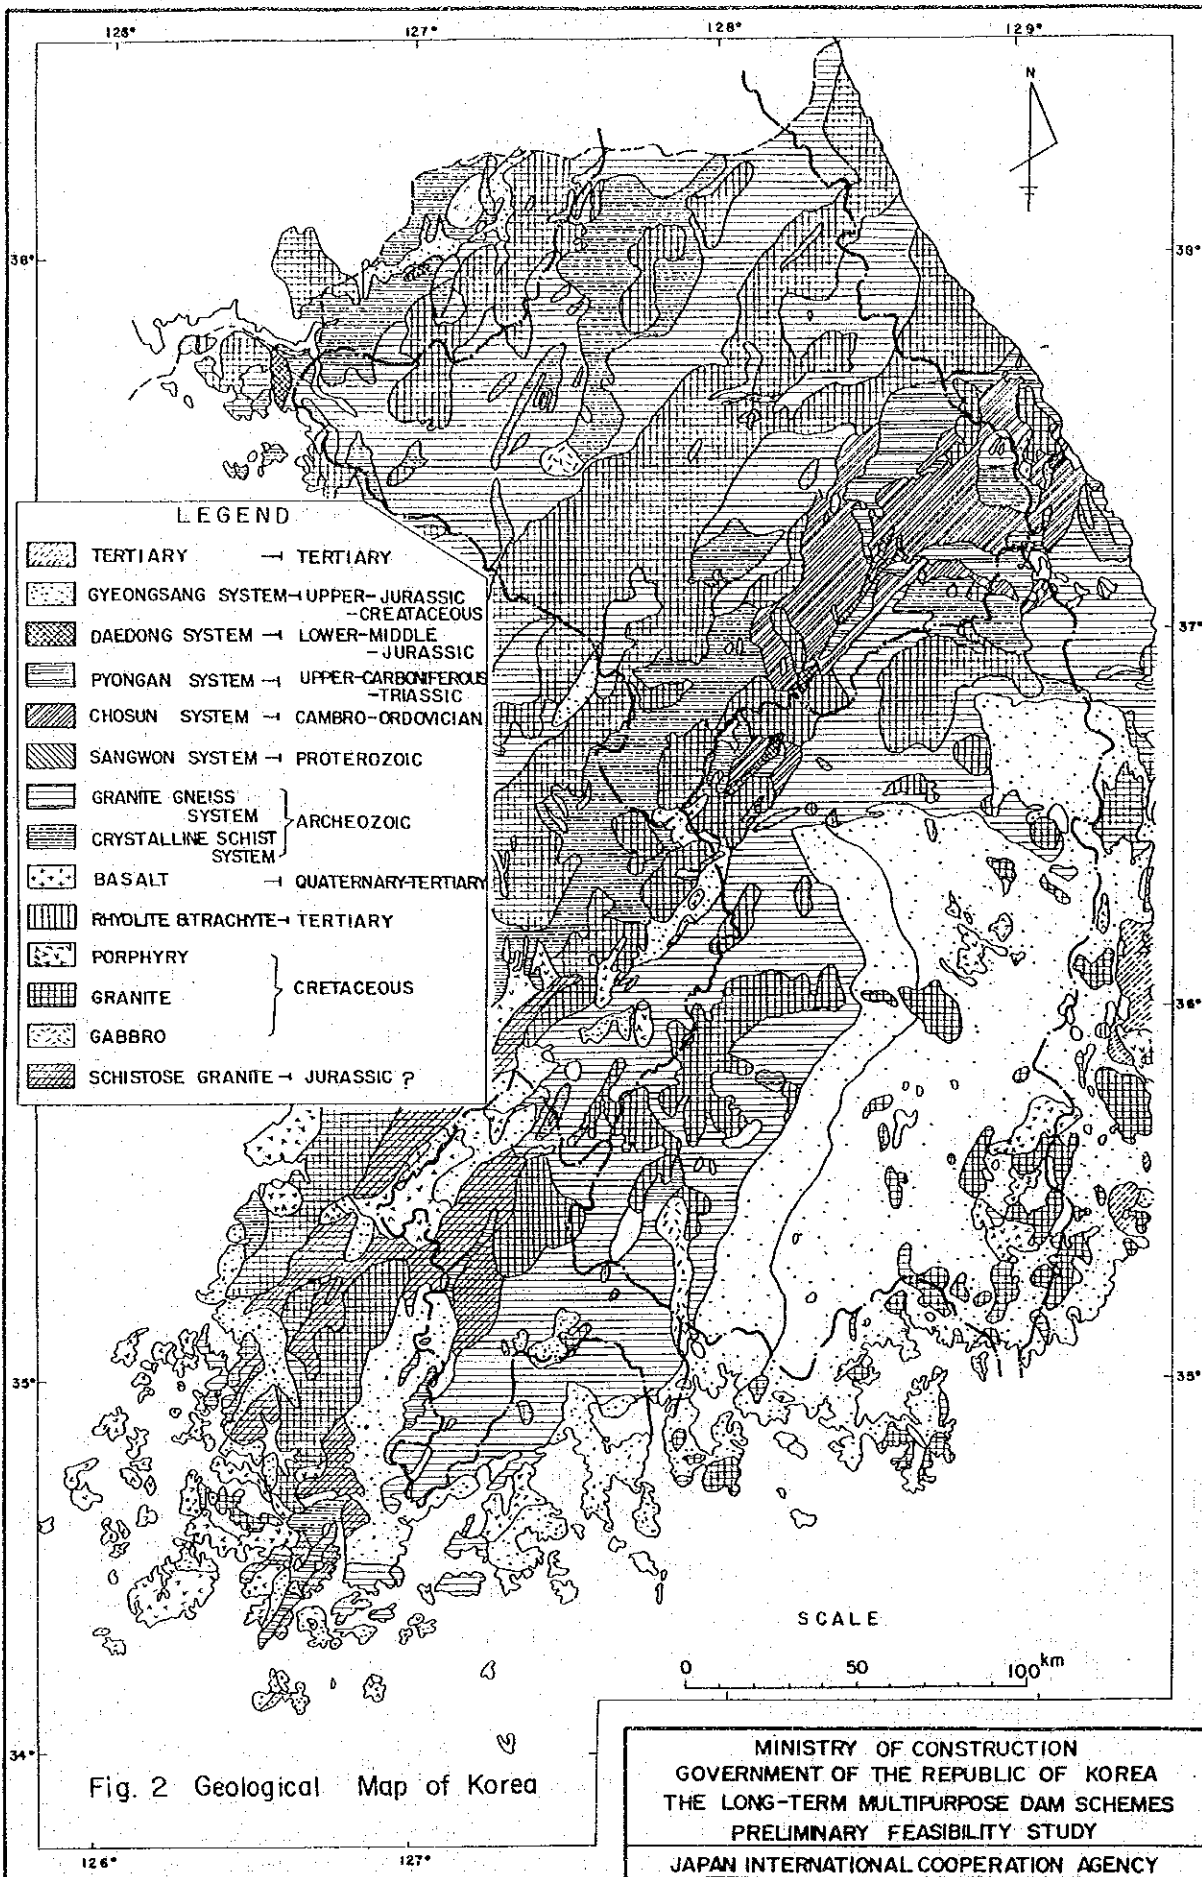 128° 127° 128° 129°
N
38° 38°
LEGEND
TERTIARY → TERTIARY
GYEONGSANG SYSTEM → UPPER-JURASSIC
-CREATACEOUS
DAEDONG SYSTEM → LOWER-MIDDLE
-JURASSIC
PYONGAN SYSTEM → UPPER-CARBONIFEROUS
-TRIASSIC
CHOSUN SYSTEM → CAMBRO-ORDOVICIAN
SANGWON SYSTEM → PROTEROZOIC
GRANITE GNEISS
SYSTEM
ARCHEOZOIC
CRYSTALLINE SCHIST
SYSTEM
BASALT → QUATERNARY-TERTIARY
RHYOLITE & TRACHYTE → TERTIARY
PORPHYRY
CRETACEOUS
GRANITE
GABBRO
SCHISTOSE GRANITE → JURASSIC ?
37°
36°
35° 35°
SCALE
0 50 100km
34°
Fig. 2 Geological Map of Korea
126° 127°
MINISTRY OF CONSTRUCTION
GOVERNMENT OF THE REPUBLIC OF KOREA
THE LONG-TERM MULTIPURPOSE DAM SCHEMES
PRELIMINARY FEASIBILITY STUDY
JAPAN INTERNATIONAL COOPERATION AGENCY